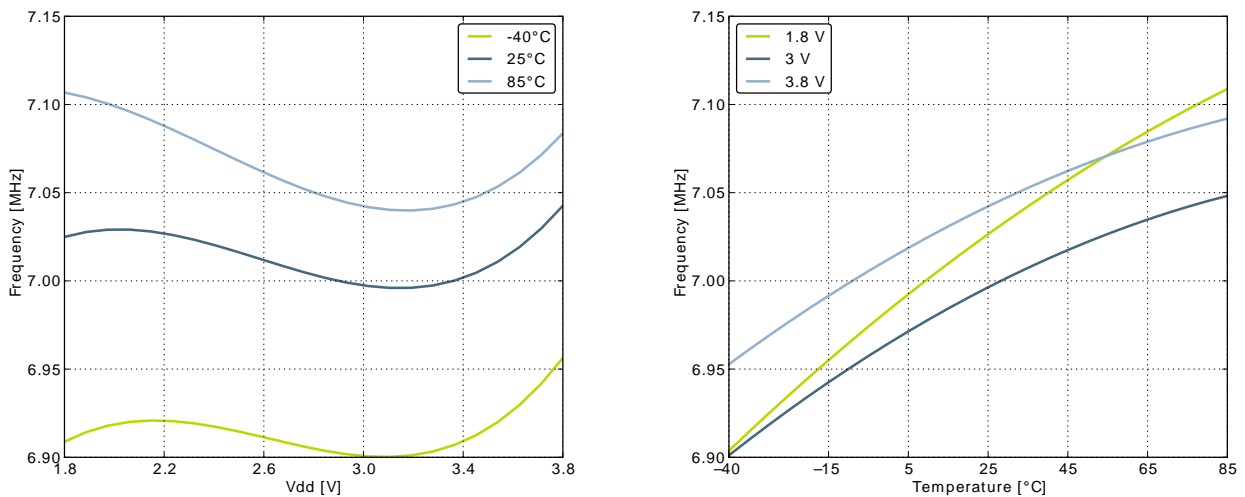 7.15
7.10
7.05
7.00
6.95
6.90
Frequency [MHz]
1.8 2.2 2.6 3.0 3.4 3.8
Vdd [V]
-40°C
25°C
85°C
7.15
7.10
7.05
7.00
6.95
6.90
Frequency [MHz]
–40 –15 5 25 45 65 85
Temperature [°C]
1.8 V
3 V
3.8 V